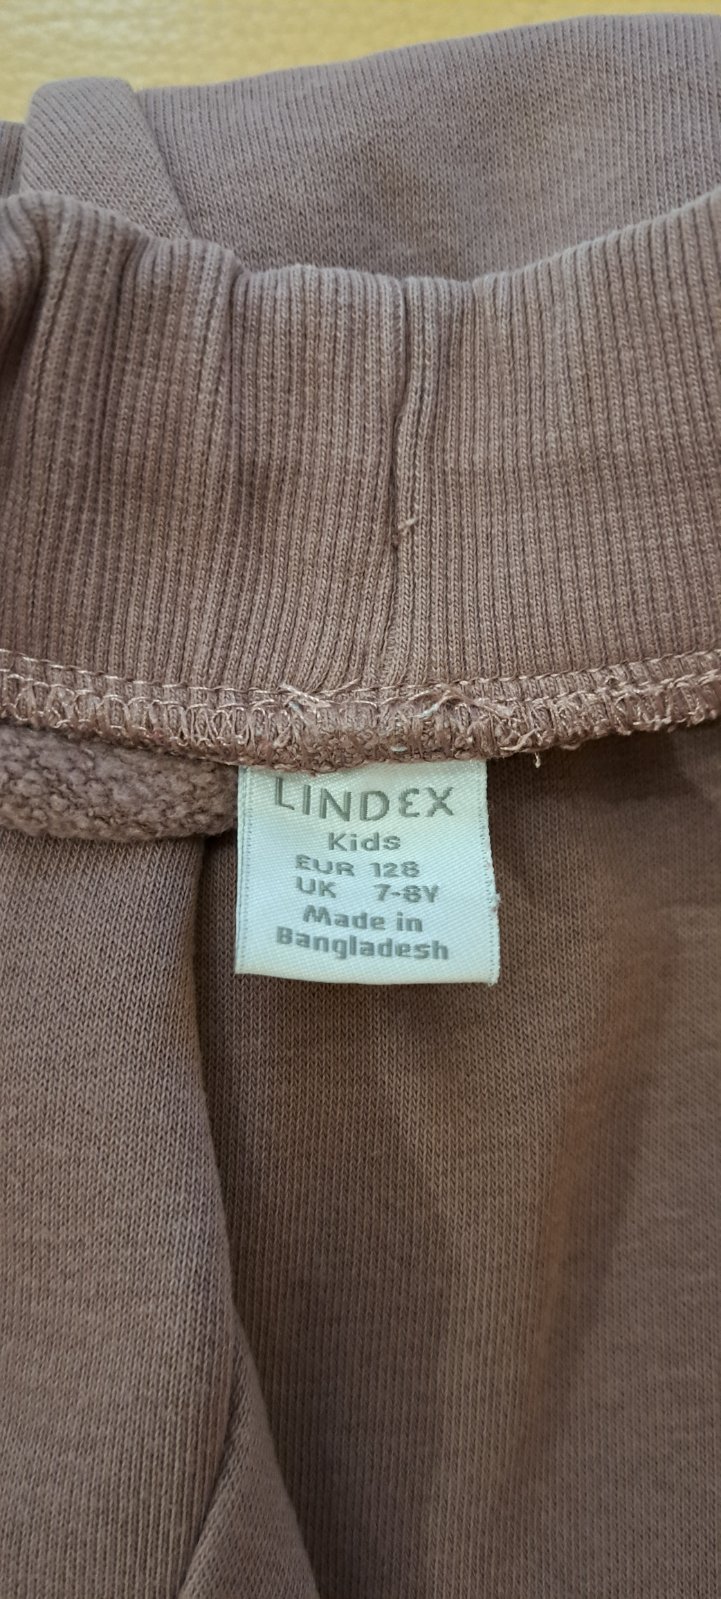 LINDEX
Kids
EUR 128
UK 7-8Y
Made in
Bangladesh